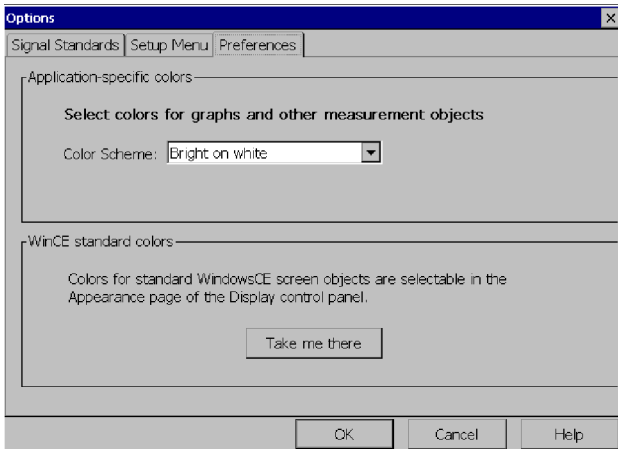 Options
Signal Standards Setup Menu Preferences
Application-specific colors
Select colors for graphs and other measurement objects
Color Scheme: Bright on white
WinCE standard colors
Colors for standard WindowsCE screen objects are selectable in the
Appearance page of the Display control panel.
Take me there
OK Cancel Help